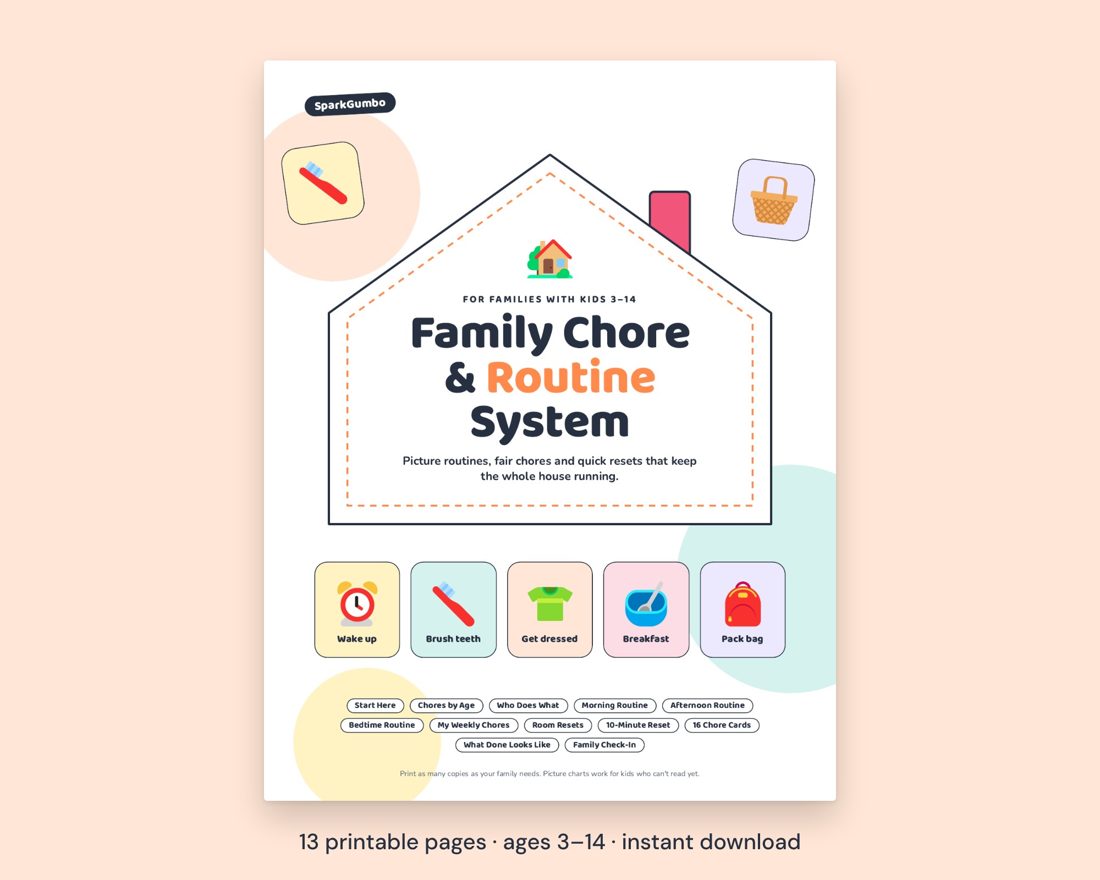 SparkGumbo
FOR FAMILIES WITH KIDS 3–14
Family Chore
& Routine
System
Picture routines, fair chores and quick resets that keep
the whole house running.
Wake up
Brush teeth
Get dressed
Breakfast
Pack bag
Start Here
Chores by Age
Who Does What
Morning Routine
Afternoon Routine
Bedtime Routine
My Weekly Chores
Room Resets
10-Minute Reset
16 Chore Cards
What Done Looks Like
Family Check-In
Print as many copies as your family needs. Picture charts work for kids who can't read yet.
13 printable pages · ages 3–14 · instant download